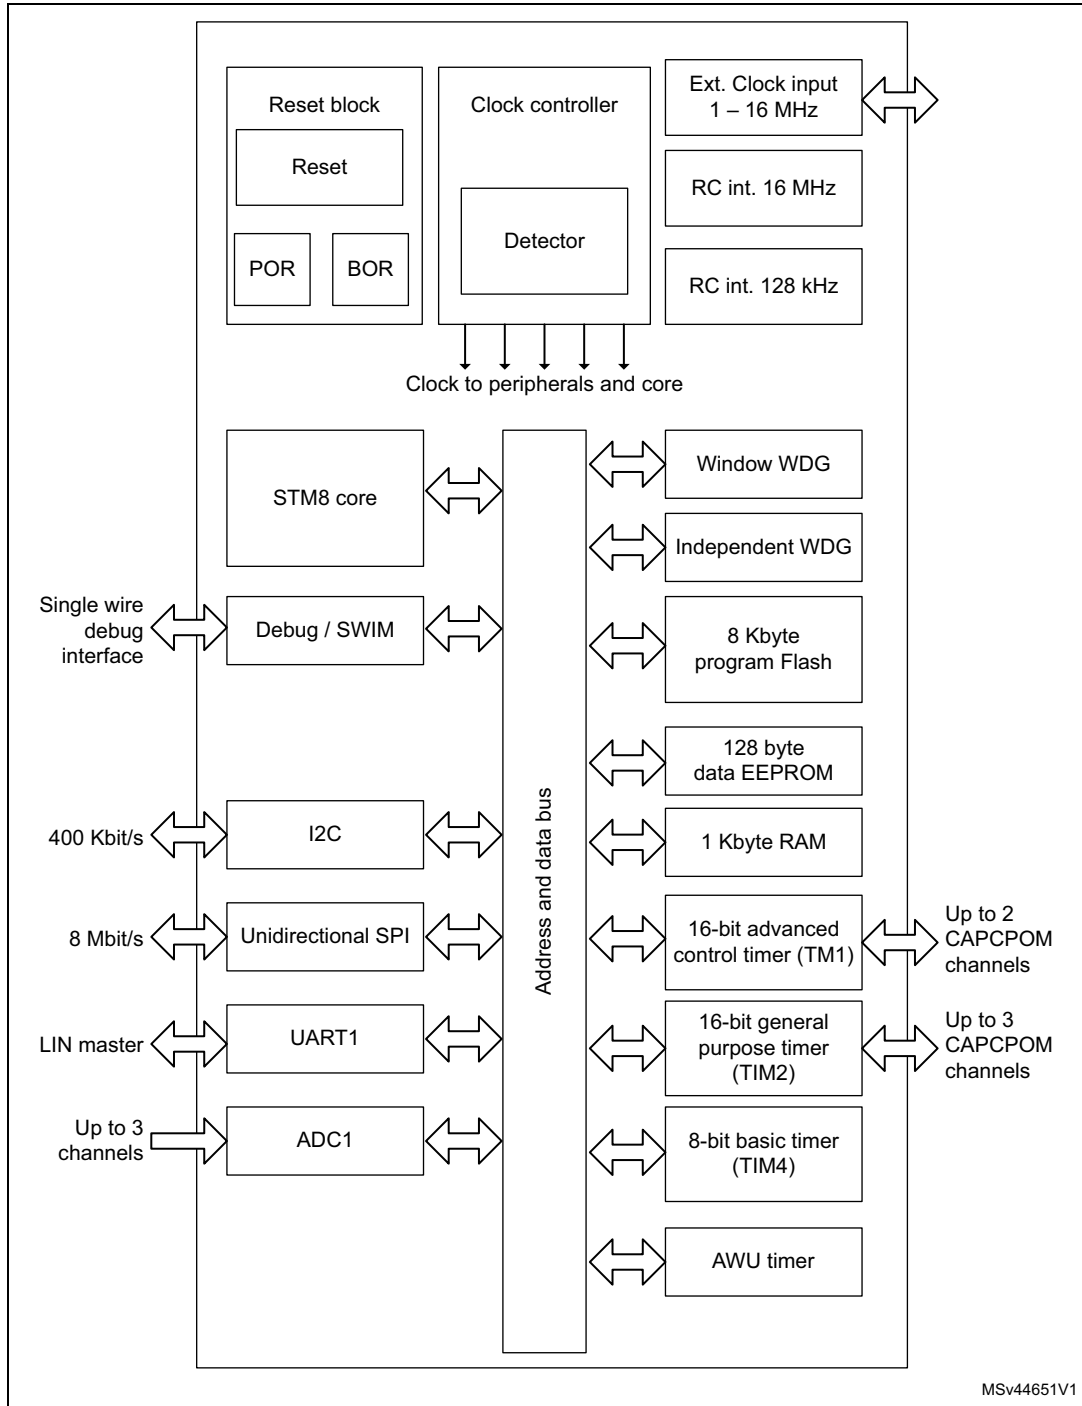 Reset block
Reset
POR
BOR
Clock controller
Detector
Ext. Clock input
1 – 16 MHz
RC int. 16 MHz
RC int. 128 kHz
Clock to peripherals and core
STM8 core
Single wire
debug
interface
Debug / SWIM
400 Kbit/s
I2C
8 Mbit/s
Unidirectional SPI
LIN master
UART1
Up to 3
channels
ADC1
Address and data bus
Window WDG
Independent WDG
8 Kbyte
program Flash
128 byte
data EEPROM
1 Kbyte RAM
16-bit advanced
control timer (TM1)
Up to 2
CAPCPOM
channels
16-bit general
purpose timer
(TIM2)
Up to 3
CAPCPOM
channels
8-bit basic timer
(TIM4)
AWU timer
MSv44651V1